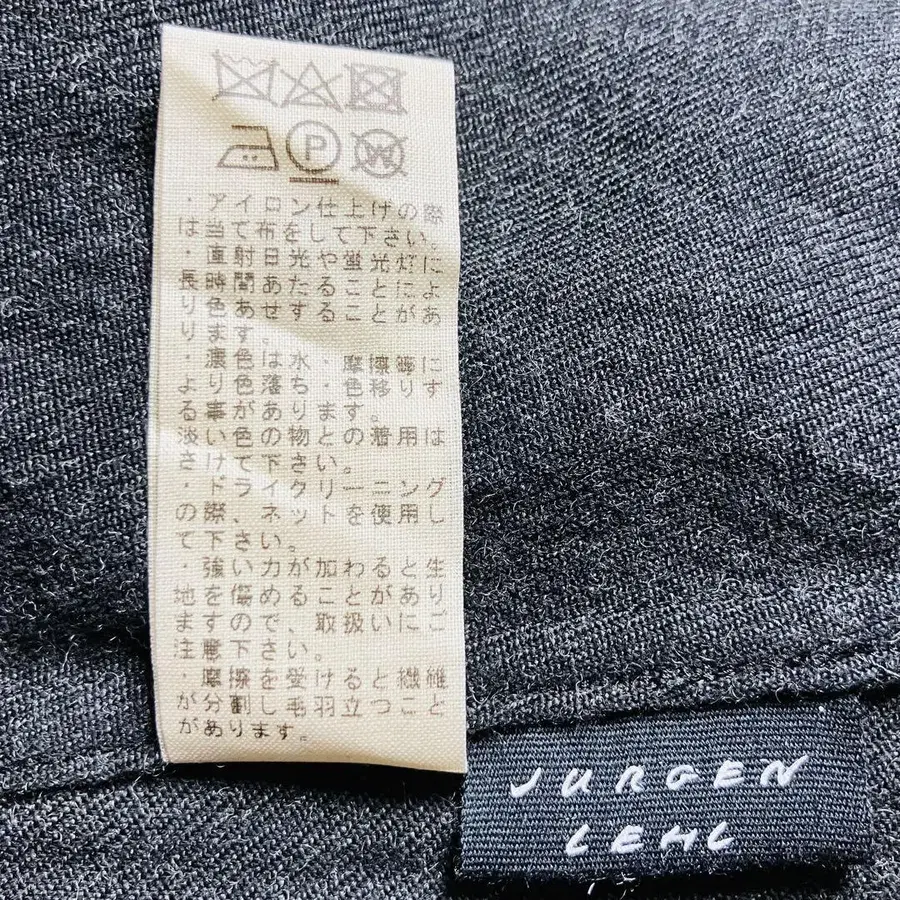 P
W
・アイロン仕上げの際
は当て布をして下さい。
・直射日光や蛍光灯に
長時間あたることによ
り色あせすることがあ
ります。
・濃色は水・摩擦等に
より色落ち・色移りす
る事があります。
淡い色の物との着用は
さけて下さい。
・ドライクリーニング
の際、ネットを使用し
て下さい。
・強い力が加わると生
地を傷めることがあり
ますので、取扱いにご
注意下さい。
・摩擦を受けると繊維
が分割し毛羽立つこと
があります。
JURGEN
LEHL